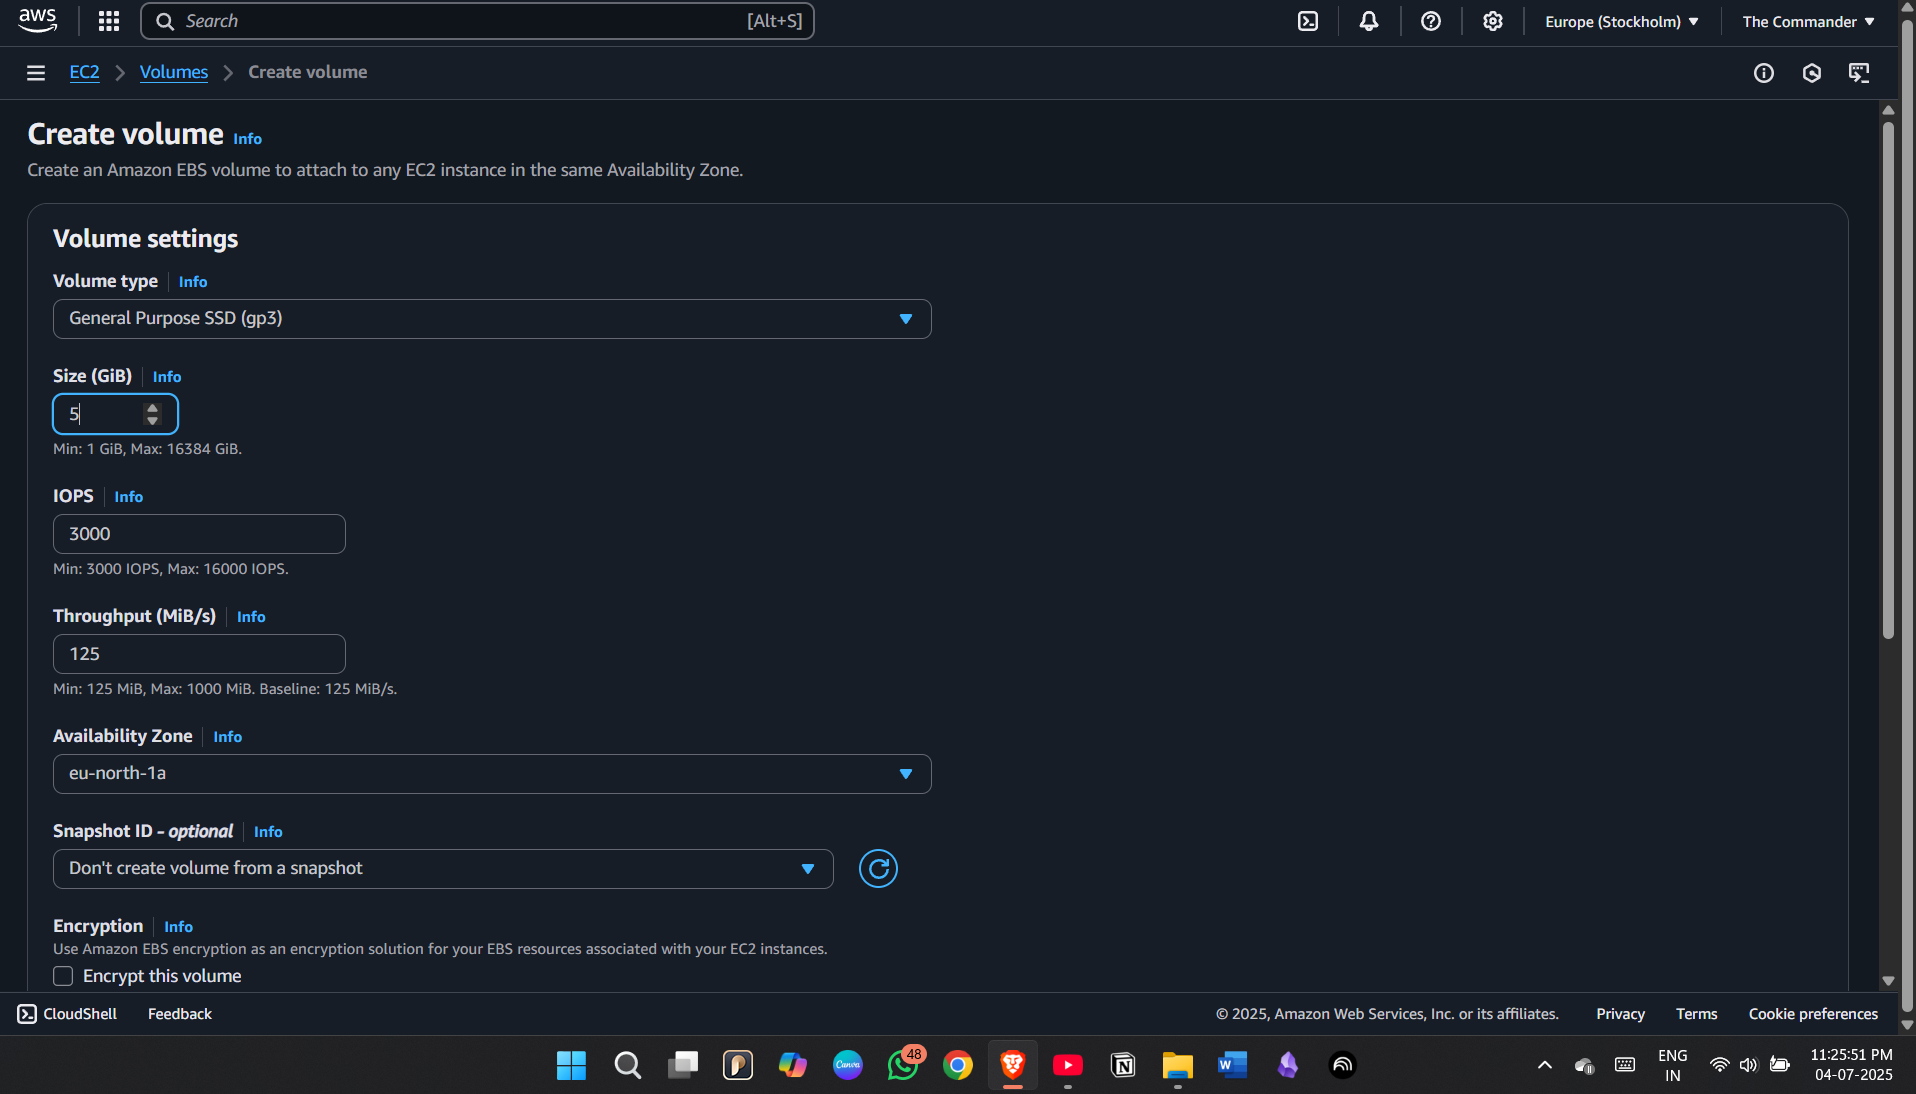 aws
Search [Alt+S]
Europe (Stockholm)
The Commander
EC2 > Volumes > Create volume
Create volume Info
Create an Amazon EBS volume to attach to any EC2 instance in the same Availability Zone.
Volume settings
Volume type Info
General Purpose SSD (gp3)
Size (GiB) Info
5
Min: 1 GiB, Max: 16384 GiB.
IOPS Info
3000
Min: 3000 IOPS, Max: 16000 IOPS.
Throughput (MiB/s) Info
125
Min: 125 MiB, Max: 1000 MiB. Baseline: 125 MiB/s.
Availability Zone Info
eu-north-1a
Snapshot ID - optional Info
Don't create volume from a snapshot
Encryption Info
Use Amazon EBS encryption as an encryption solution for your EBS resources associated with your EC2 instances.
Encrypt this volume
CloudShell Feedback © 2025, Amazon Web Services, Inc. or its affiliates. Privacy Terms Cookie preferences
Canva
48
N
W
ENG
IN
11:25:51 PM
04-07-2025